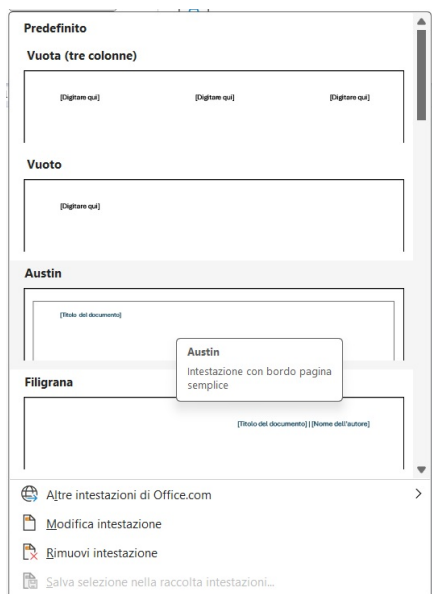 Predefinito
Vuota (tre colonne)
[Digitare qui] [Digitare qui] [Digitare qui]
Vuoto
[Digitare qui]
Austin
[Titolo del documento]
Austin
Intestazione con bordo pagina
semplice
Filigrana
[Titolo del documento] | [Nome dell'autore]
Altre intestazioni di Office.com
Modifica intestazione
Rimuovi intestazione
Salva selezione nella raccolta intestazioni...